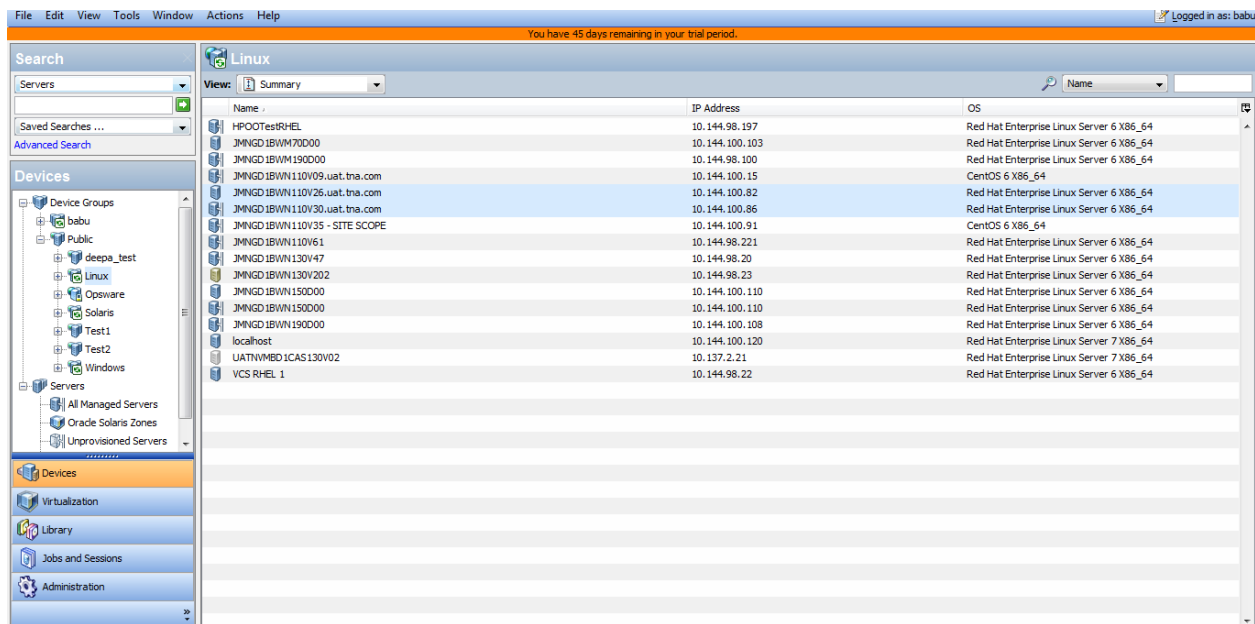 File Edit View Tools Window Actions Help
Logged in as: babu
You have 45 days remaining in your trial period.
Search
Servers
Saved Searches ...
Advanced Search
Devices
Device Groups
babu
Public
deepa_test
Linux
Opsware
Solaris
Test1
Test2
Windows
Servers
All Managed Servers
Oracle Solaris Zones
Unprovisioned Servers
Devices
Virtualization
Library
Jobs and Sessions
Administration
Linux
View: Summary
Name
Name IP Address OS
HPOOTestRHEL 10.144.98.197 Red Hat Enterprise Linux Server 6 X86_64
JMNGD1BWM70D00 10.144.100.103 Red Hat Enterprise Linux Server 6 X86_64
JMNGD1BWM190D00 10.144.98.100 Red Hat Enterprise Linux Server 6 X86_64
JMNGD1BWN110V09.uat.tna.com 10.144.100.15 CentOS 6 X86_64
JMNGD1BWN110V26.uat.tna.com 10.144.100.82 Red Hat Enterprise Linux Server 6 X86_64
JMNGD1BWN110V30.uat.tna.com 10.144.100.86 Red Hat Enterprise Linux Server 6 X86_64
JMNGD1BWN110V35 - SITE SCOPE 10.144.100.91 CentOS 6 X86_64
JMNGD1BWN110V61 10.144.98.221 Red Hat Enterprise Linux Server 6 X86_64
JMNGD1BWN130V47 10.144.98.20 Red Hat Enterprise Linux Server 6 X86_64
JMNGD1BWN130V202 10.144.98.23 Red Hat Enterprise Linux Server 6 X86_64
JMNGD1BWN150D00 10.144.100.110 Red Hat Enterprise Linux Server 6 X86_64
JMNGD1BWN150D00 10.144.100.110 Red Hat Enterprise Linux Server 6 X86_64
JMNGD1BWN190D00 10.144.100.108 Red Hat Enterprise Linux Server 6 X86_64
localhost 10.144.100.120 Red Hat Enterprise Linux Server 7 X86_64
UATNVMBD1CAS130V02 10.137.2.21 Red Hat Enterprise Linux Server 7 X86_64
VCS RHEL 1 10.144.98.22 Red Hat Enterprise Linux Server 6 X86_64